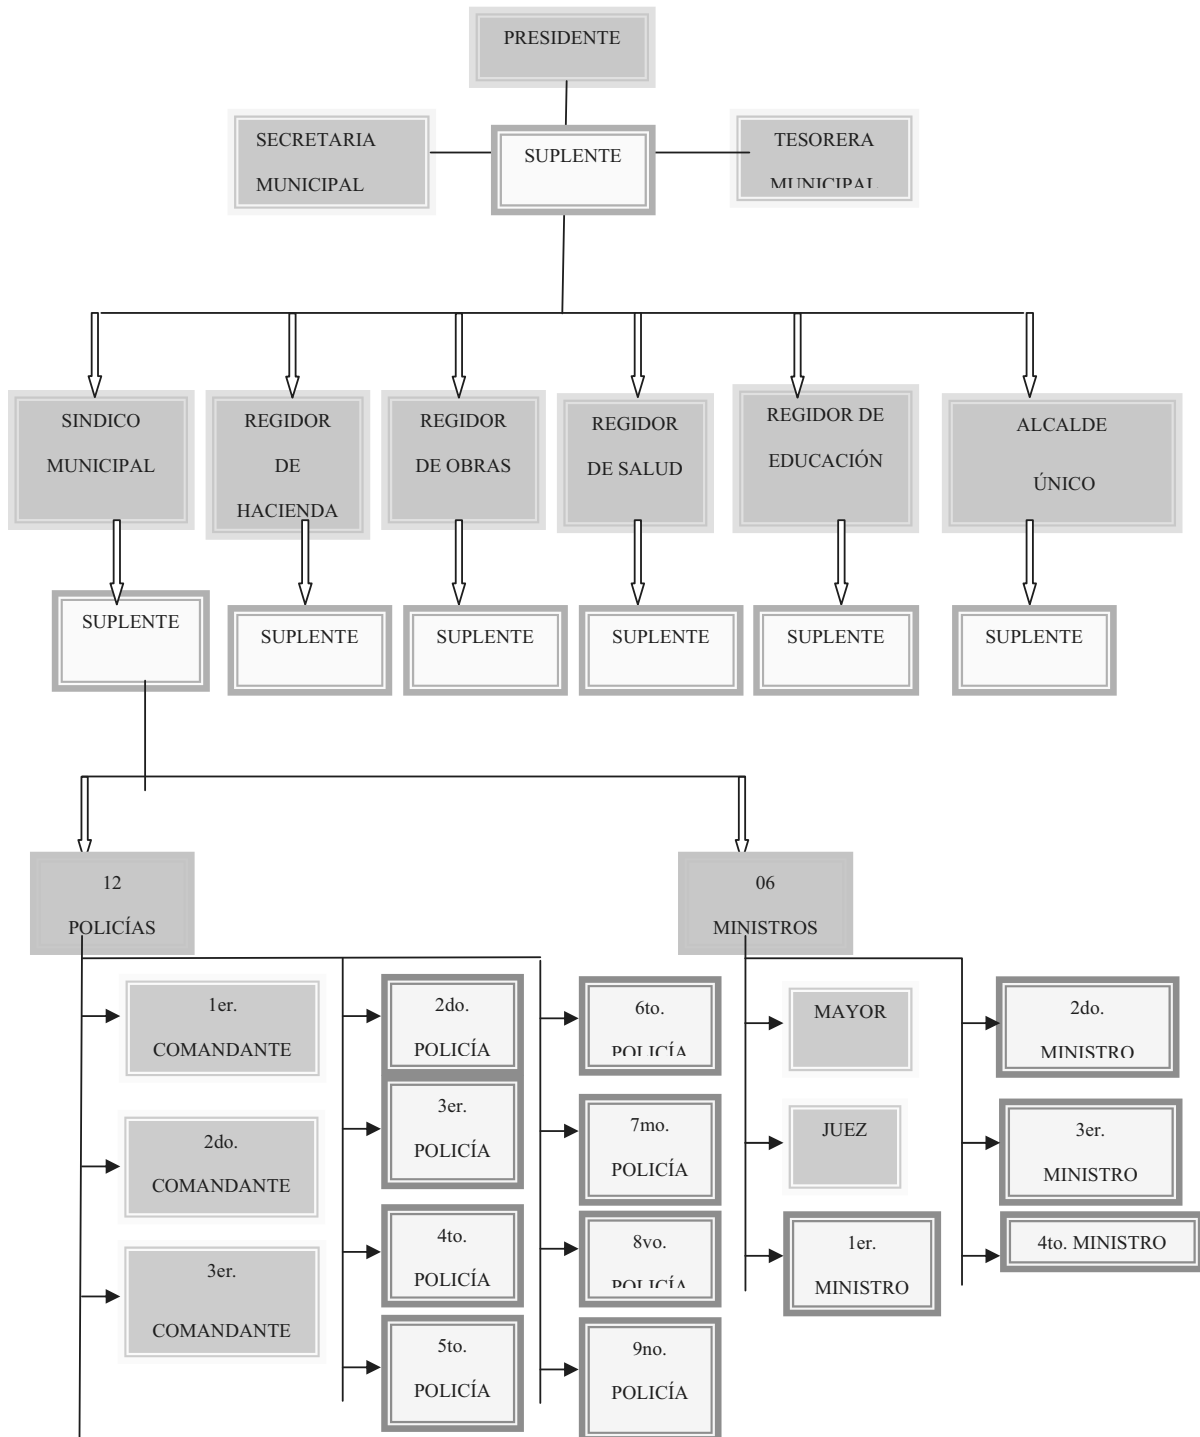 PRESIDENTE
SECRETARIA
MUNICIPAL
SUPLENTE
TESORERA
MUNICIPAL
SINDICO
MUNICIPAL
REGIDOR
DE
HACIENDA
REGIDOR
DE OBRAS
REGIDOR
DE SALUD
REGIDOR DE
EDUCACIÓN
ALCALDE
ÚNICO
SUPLENTE
SUPLENTE
SUPLENTE
SUPLENTE
SUPLENTE
SUPLENTE
12
POLICÍAS
06
MINISTROS
1er.
COMANDANTE
2do.
COMANDANTE
3er.
COMANDANTE
2do.
POLICÍA
3er.
POLICÍA
4to.
POLICÍA
5to.
POLICÍA
6to.
POLICÍA
7mo.
POLICÍA
8vo.
POLICÍA
9no.
POLICÍA
MAYOR
JUEZ
1er.
MINISTRO
2do.
MINISTRO
3er.
MINISTRO
4to. MINISTRO